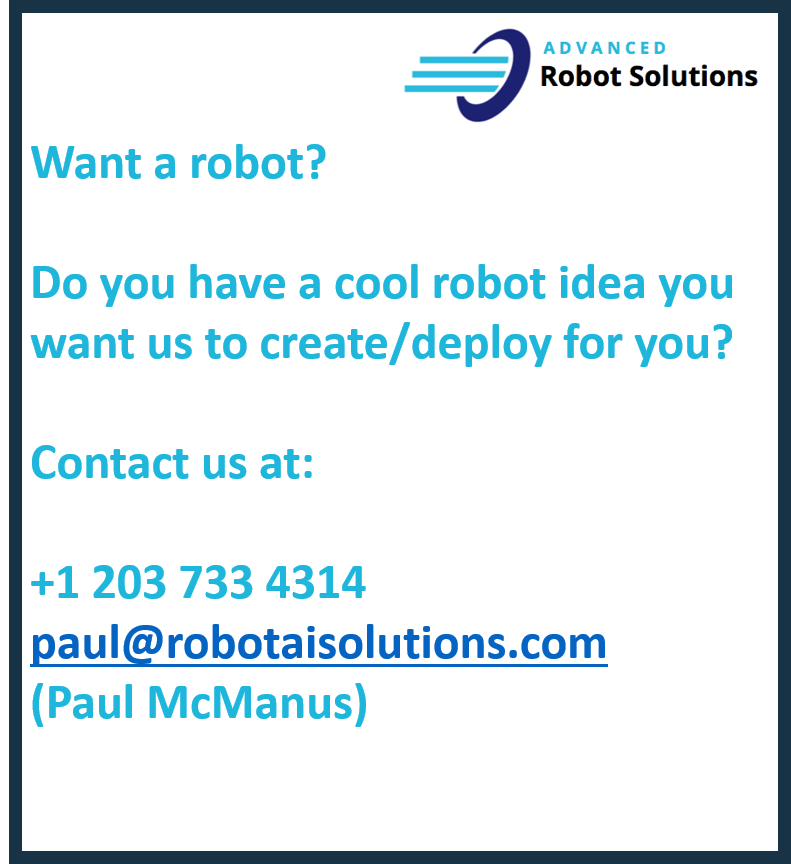 ADVANCED
Robot Solutions
Want a robot?
Do you have a cool robot idea you
want us to create/deploy for you?
Contact us at:
+1 203 733 4314
paul@robotaisolutions.com
(Paul McManus)